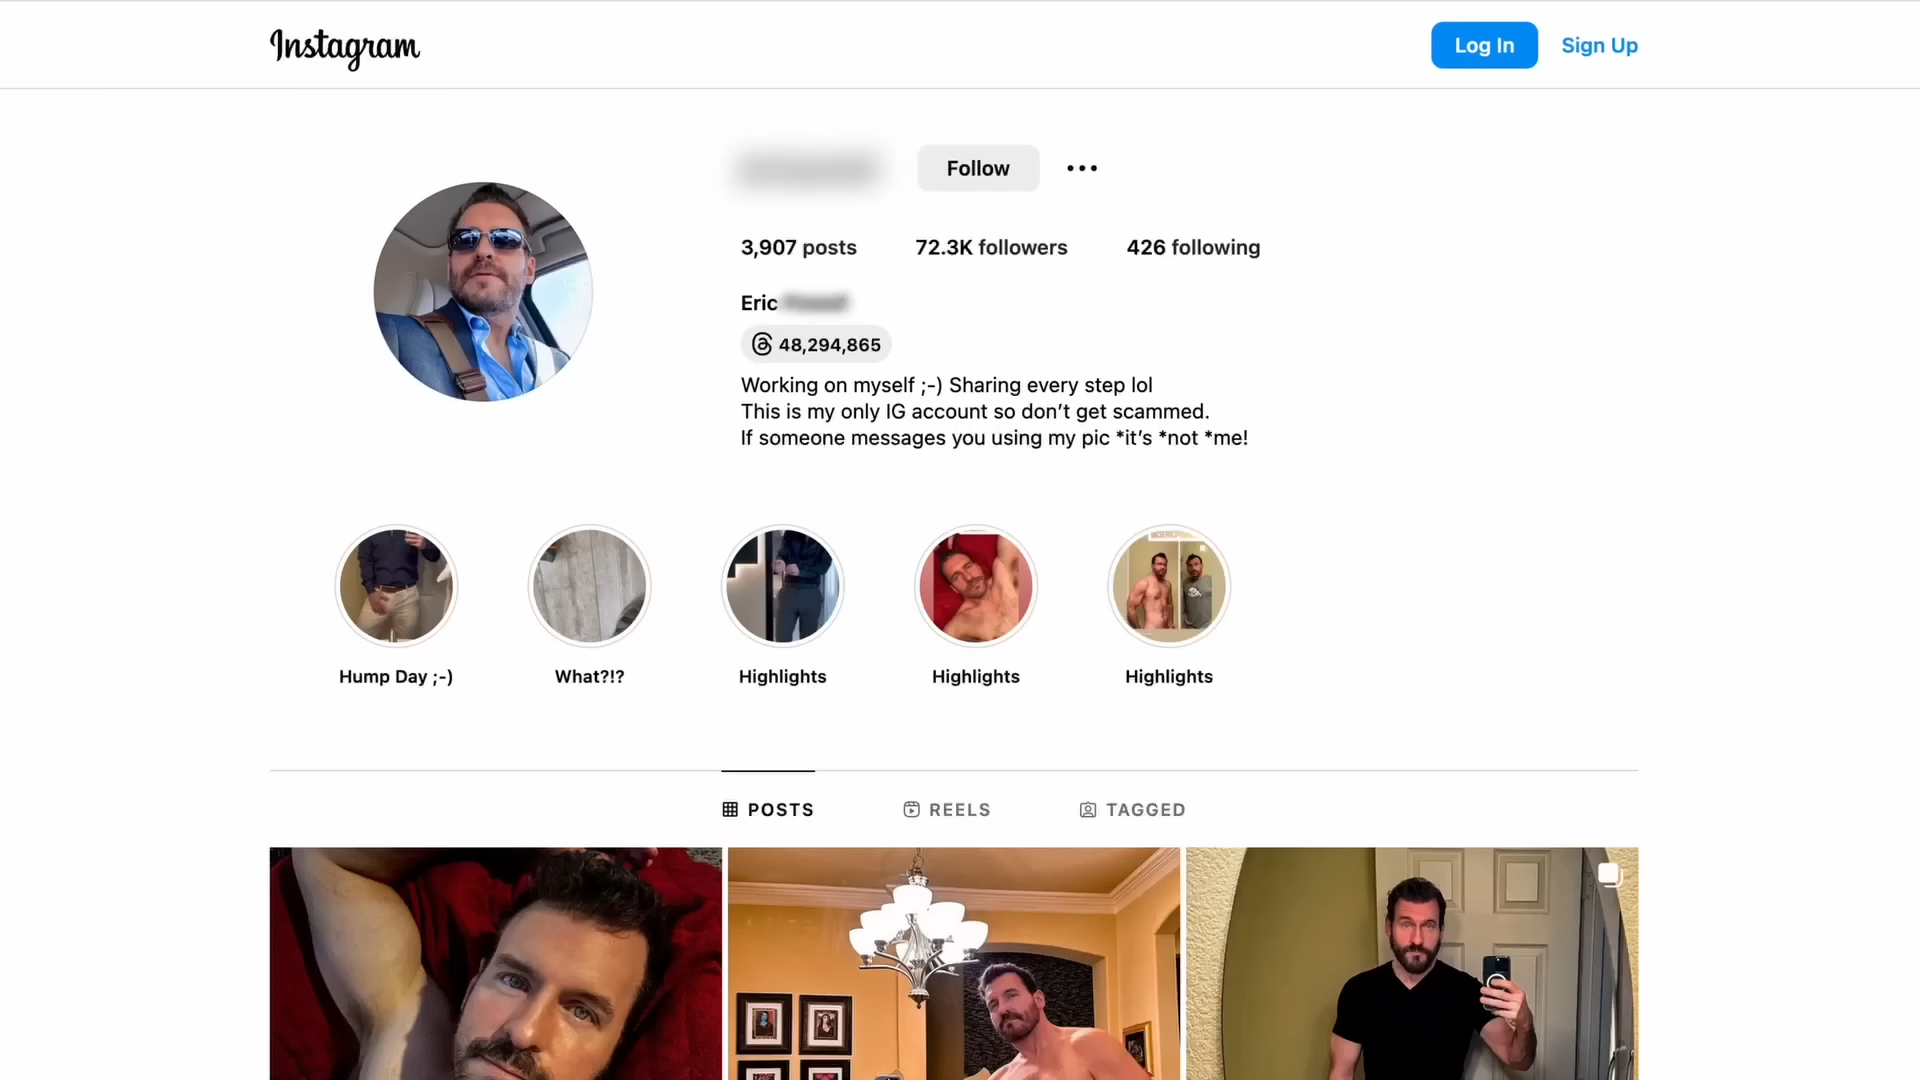 Instagram
Log In
Sign Up
Follow
3,907 posts
72.3K followers
426 following
Eric
48,294,865
Working on myself ;-) Sharing every step lol
This is my only IG account so don’t get scammed.
If someone messages you using my pic *it’s *not *me!
Hump Day ;-)
What?!?
Highlights
Highlights
Highlights
POSTS
REELS
TAGGED